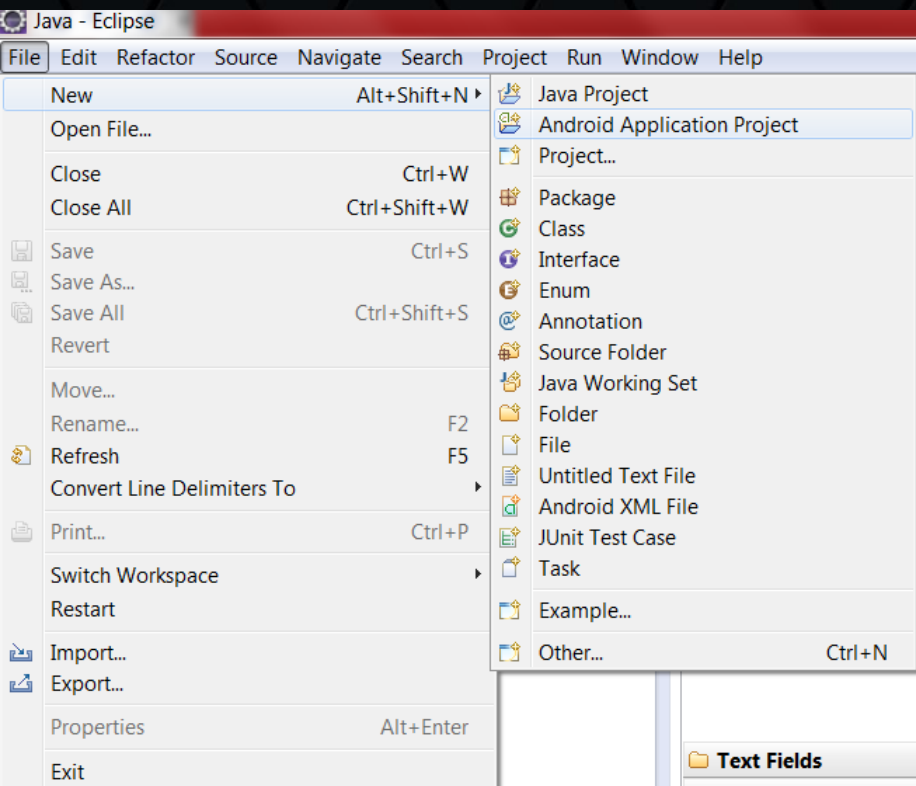 Java - Eclipse
File Edit Refactor Source Navigate Search Project Run Window Help
New Alt+Shift+N
Open File...
Close Ctrl+W
Close All Ctrl+Shift+W
Save Ctrl+S
Save As...
Save All Ctrl+Shift+S
Revert
Move...
Rename... F2
Refresh F5
Convert Line Delimiters To
Print... Ctrl+P
Switch Workspace
Restart
Import...
Export...
Properties Alt+Enter
Exit
Java Project
Android Application Project
Project...
Package
Class
Interface
Enum
Annotation
Source Folder
Java Working Set
Folder
File
Untitled Text File
Android XML File
JUnit Test Case
Task
Example...
Other... Ctrl+N
Text Fields